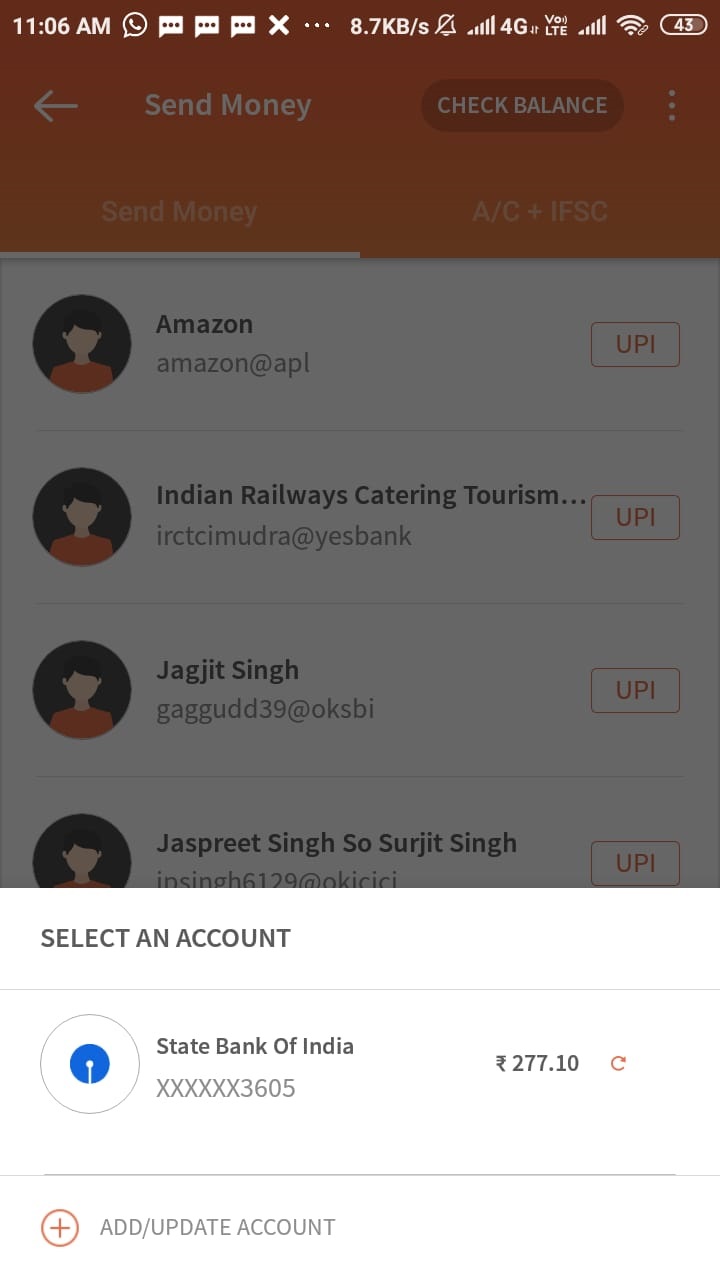 11:06 AM 8.7KB/s 4G Vo) LTE 43
Send Money CHECK BALANCE
Send Money A/C + IFSC
Amazon
amazon@apl
UPI
Indian Railways Catering Tourism...
irctcimudra@yesbank
UPI
Jagjit Singh
gaggudd39@oksbi
UPI
Jaspreet Singh So Surjit Singh
jpsingh6129@okicici
UPI
SELECT AN ACCOUNT
State Bank Of India
XXXXXX3605
₹ 277.10
ADD/UPDATE ACCOUNT